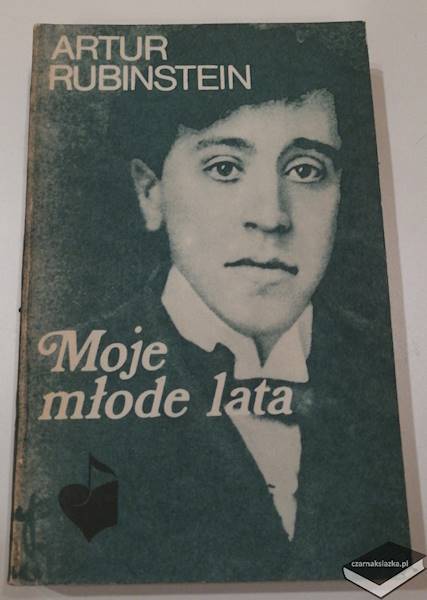 ARTUR
RUBINSTEIN
Moje
młode lata
czarnaksiazka.pl